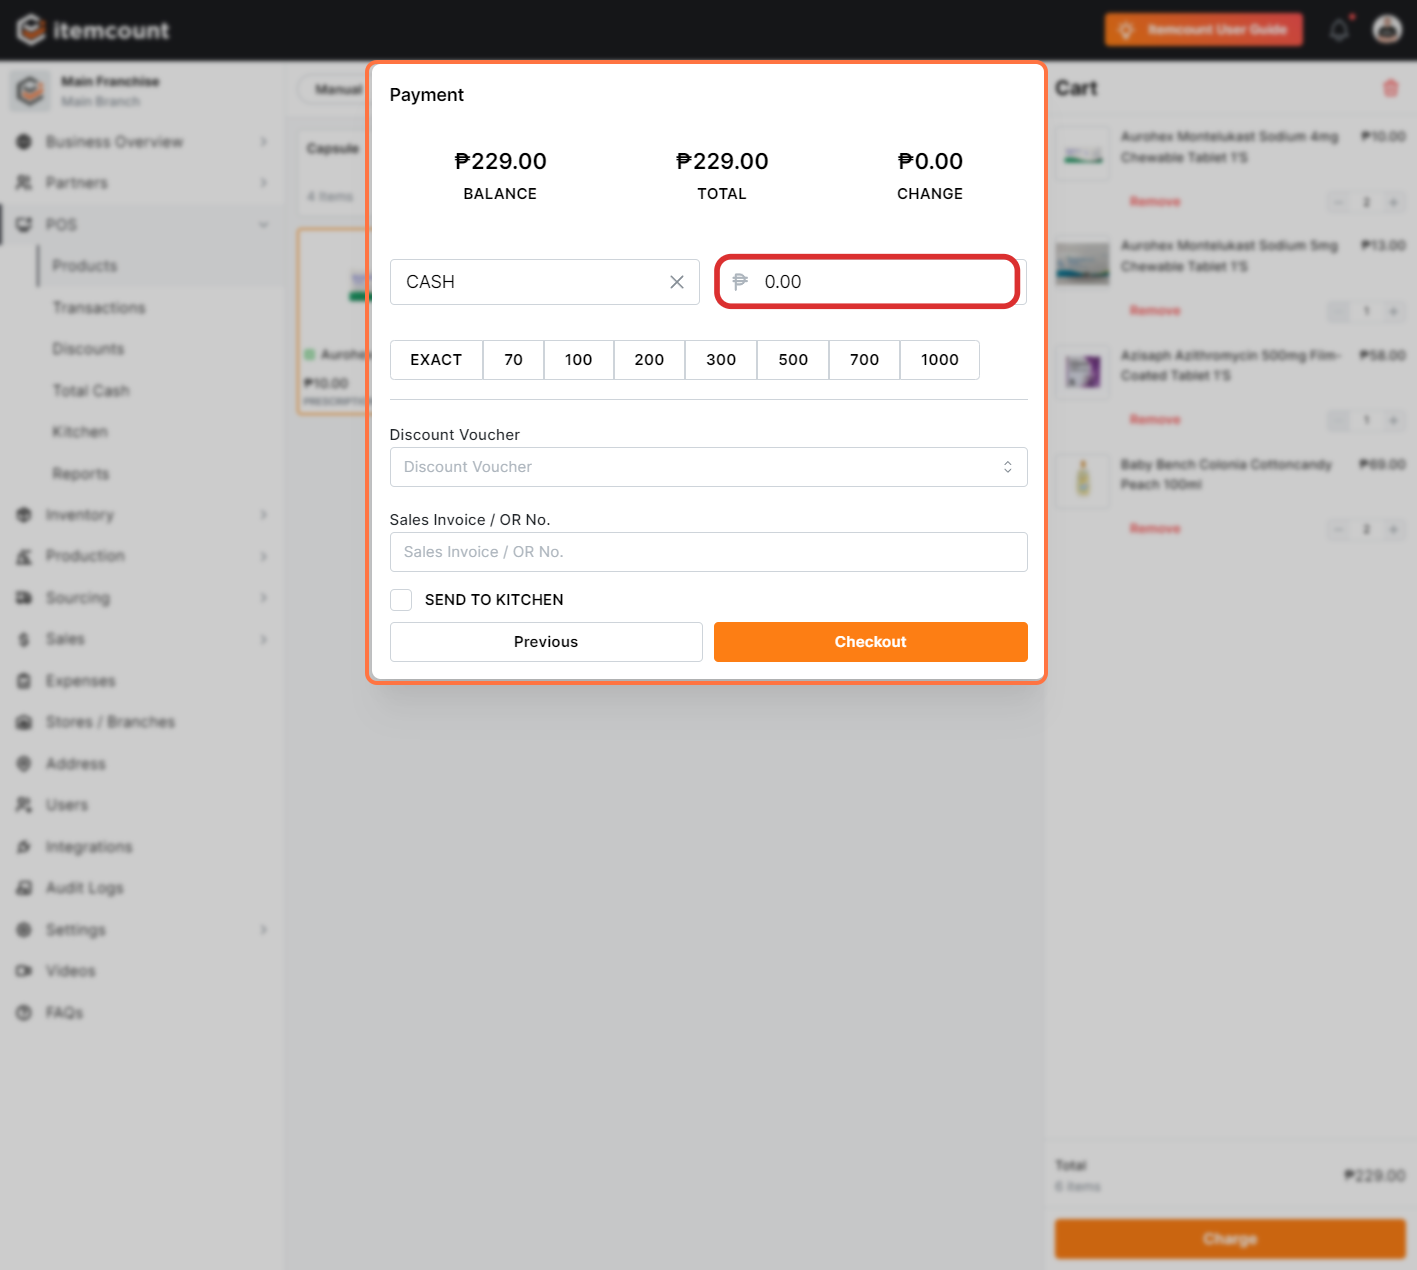 itemcount
Itemcount User Guide
Main Franchise
Main Branch
Business Overview
Partners
POS
Products
Transactions
Discounts
Total Cash
Kitchen
Reports
Inventory
Production
Sourcing
Sales
Expenses
Stores / Branches
Address
Users
Integrations
Audit Logs
Settings
Videos
FAQs
Manual
Capsule
4 items
₱10.00
Payment
₱229.00
BALANCE
₱229.00
TOTAL
₱0.00
CHANGE
CASH
₱ 0.00
EXACT 70 100 200 300 500 700 1000
Discount Voucher
Discount Voucher
Sales Invoice / OR No.
Sales Invoice / OR No.
SEND TO KITCHEN
Previous
Checkout
Cart
Aurohex Montelukast Sodium 4mg ₱10.00
Chewable Tablet 1'S
Remove − 2 +
Aurohex Montelukast Sodium 5mg ₱13.00
Chewable Tablet 1'S
Remove − 1 +
Azisaph Azithromycin 500mg Film- ₱58.00
Coated Tablet 1'S
Remove − 1 +
Baby Bench Colonia Cottoncandy ₱69.00
Peach 100ml
Remove − 2 +
Total
6 items
₱229.00
Charge